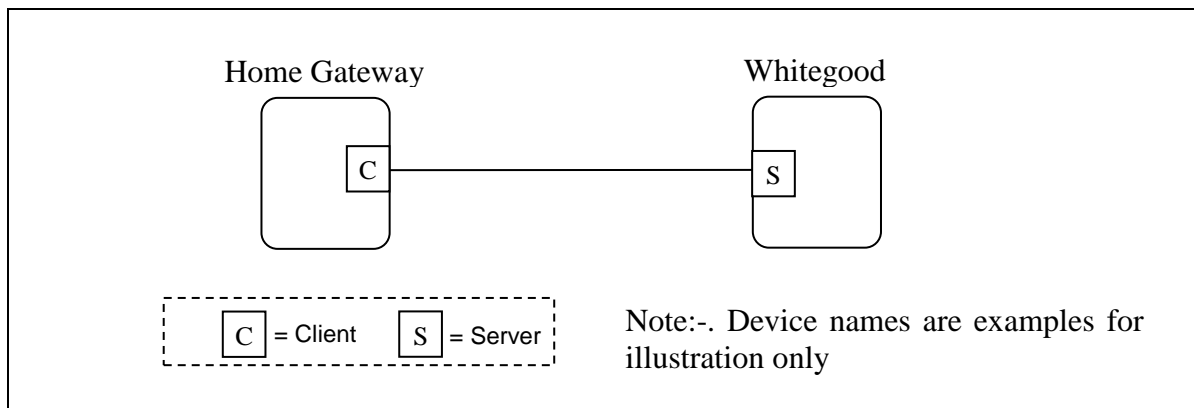 Home Gateway
Whitegood
C
S
C = Client
S = Server
Note:-. Device names are examples for
illustration only